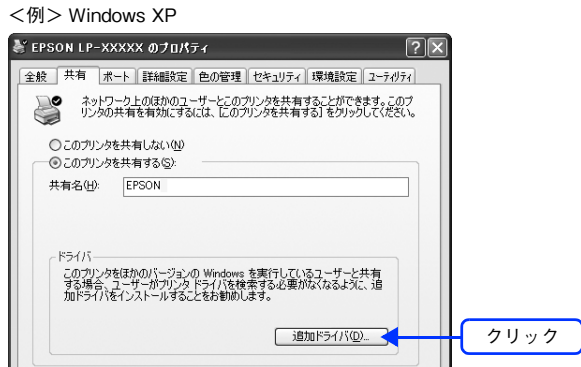 <例> Windows XP
EPSON LP-XXXXX のプロパティ
全般 共有 ポート 詳細設定 色の管理 セキュリティ 環境設定 ユーティリティ
ネットワーク上のほかのユーザーとこのプリンタを共有することができます。このプ
リンタの共有を有効にするには、[このプリンタを共有する] をクリックしてください。
このプリンタを共有しない(N)
このプリンタを共有する(S):
共有名(H): EPSON
ドライバ
このプリンタをほかのバージョンの Windows を実行しているユーザーと共有
する場合、ユーザーがプリンタ ドライバを検索する必要がなくなるように、追
加ドライバをインストールすることをお勧めします。
追加ドライバ(D)...
クリック